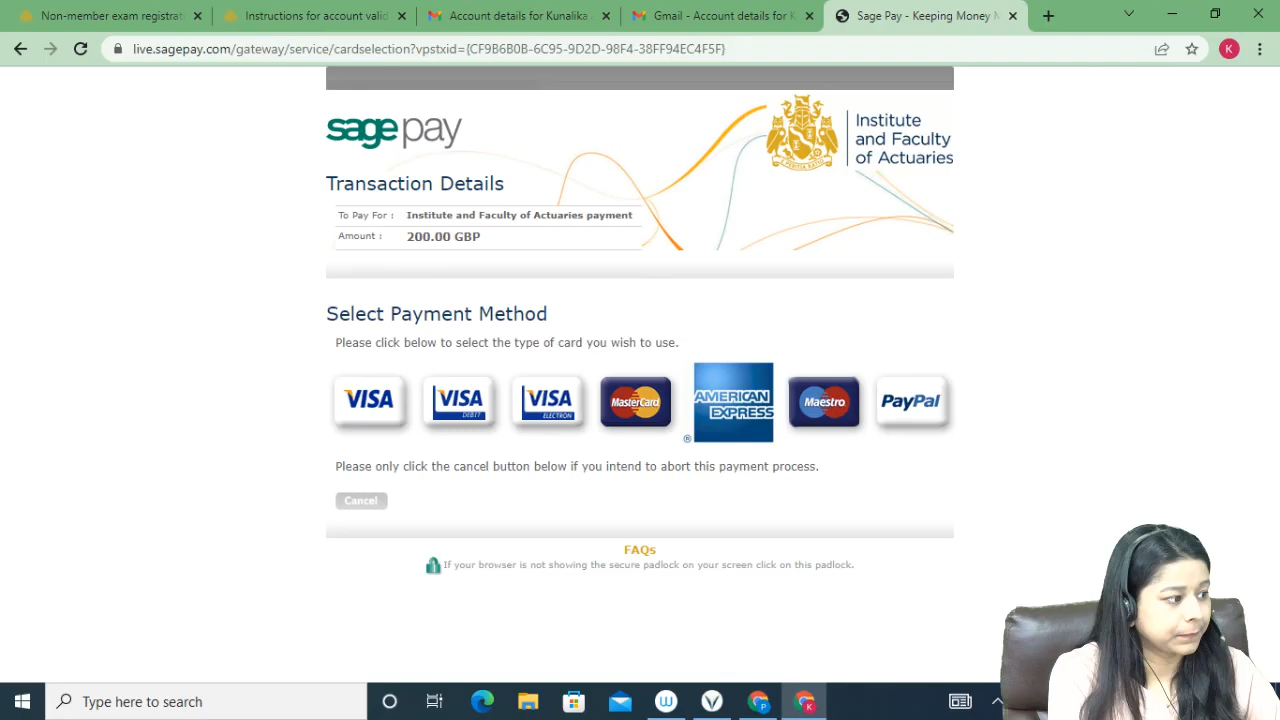 Non-member exam registrat
Instructions for account valid
Account details for Kunalika
Gmail - Account details for K
Sage Pay - Keeping Money M
live.sagepay.com/gateway/service/cardselection?vpstxid={CF9B6B0B-6C95-9D2D-98F4-38FF94EC4F5F}
K
sage pay
Institute
and Faculty
of Actuaries
Transaction Details
To Pay For : Institute and Faculty of Actuaries payment
Amount : 200.00 GBP
Select Payment Method
Please click below to select the type of card you wish to use.
VISA
VISA DEBIT
VISA ELECTRON
MasterCard
AMERICAN EXPRESS ®
Maestro
PayPal
Please only click the cancel button below if you intend to abort this payment process.
Cancel
FAQs
If your browser is not showing the secure padlock on your screen click on this padlock.
Type here to search
W
V
P
K